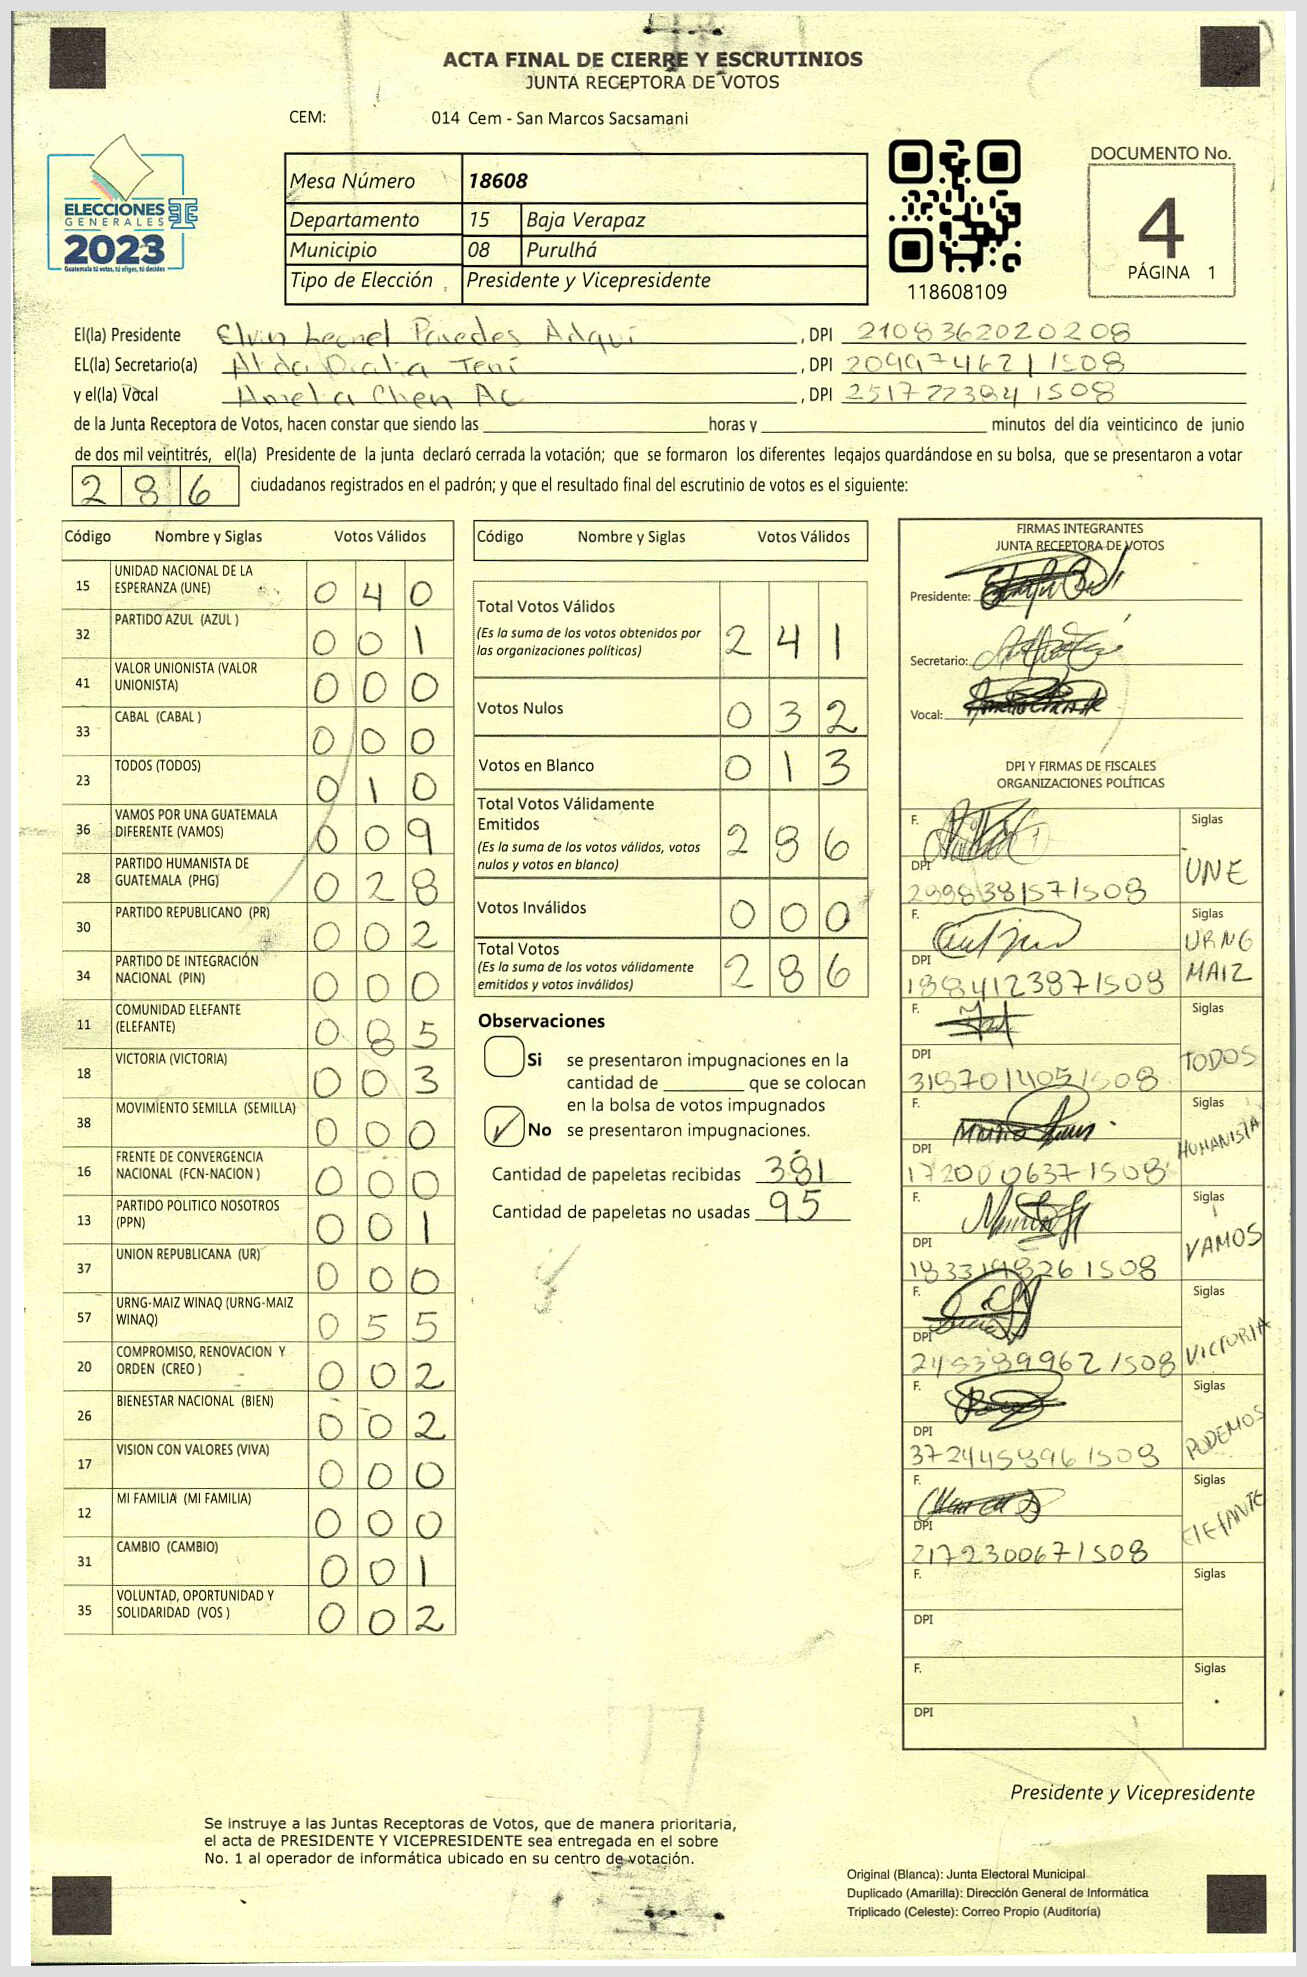 ACTA FINAL DE CIERRE Y ESCRUTINIOS
JUNTA RECEPTORA DE VOTOS
CEM: 014 Cem - San Marcos Sacsamani
ELECCIONES
GENERALES
2023
Guatemala tú votas, tú eliges, tú decides
Mesa Número 18608
Departamento 15 Baja Verapaz
Municipio 08 Purulhá
Tipo de Elección Presidente y Vicepresidente
118608109
DOCUMENTO No.
4
PÁGINA 1
El(la) Presidente Elvin Leonel Paredes, DPI 2108362020208
EL(la) Secretario(a), DPI 2099746211508
y el(la) Vocal Amelia Chen Ac, DPI 2517223841508
de la Junta Receptora de Votos, hacen constar que siendo las horas y minutos del día veinticinco de junio
de dos mil veintitrés, el(la) Presidente de la junta declaró cerrada la votación; que se formaron los diferentes legajos guardándose en su bolsa, que se presentaron a votar
286 ciudadanos registrados en el padrón; y que el resultado final del escrutinio de votos es el siguiente:
Código Nombre y Siglas Votos Válidos
15 UNIDAD NACIONAL DE LA ESPERANZA (UNE) 040
32 PARTIDO AZUL (AZUL ) 001
41 VALOR UNIONISTA (VALOR UNIONISTA) 000
33 CABAL (CABAL ) 000
23 TODOS (TODOS) 010
36 VAMOS POR UNA GUATEMALA DIFERENTE (VAMOS) 009
28 PARTIDO HUMANISTA DE GUATEMALA (PHG) 028
30 PARTIDO REPUBLICANO (PR) 002
34 PARTIDO DE INTEGRACIÓN NACIONAL (PIN) 000
11 COMUNIDAD ELEFANTE (ELEFANTE) 085
18 VICTORIA (VICTORIA) 003
38 MOVIMIENTO SEMILLA (SEMILLA) 000
16 FRENTE DE CONVERGENCIA NACIONAL (FCN-NACION ) 000
13 PARTIDO POLITICO NOSOTROS (PPN) 001
37 UNION REPUBLICANA (UR) 000
57 URNG-MAIZ WINAQ (URNG-MAIZ WINAQ) 055
20 COMPROMISO, RENOVACION Y ORDEN (CREO ) 002
26 BIENESTAR NACIONAL (BIEN) 002
17 VISION CON VALORES (VIVA) 000
12 MI FAMILIA (MI FAMILIA) 000
31 CAMBIO (CAMBIO) 001
35 VOLUNTAD, OPORTUNIDAD Y SOLIDARIDAD (VOS ) 002
Código Nombre y Siglas Votos Válidos
Total Votos Válidos 241
(Es la suma de los votos obtenidos por
las organizaciones políticas)
Votos Nulos 032
Votos en Blanco 013
Total Votos Válidamente
Emitidos 286
(Es la suma de los votos válidos, votos
nulos y votos en blanco)
Votos Inválidos 000
Total Votos 286
(Es la suma de los votos válidamente
emitidos y votos inválidos)
Observaciones
Si se presentaron impugnaciones en la
cantidad de que se colocan
en la bolsa de votos impugnados
No se presentaron impugnaciones.
Cantidad de papeletas recibidas 381
Cantidad de papeletas no usadas 95
FIRMAS INTEGRANTES
JUNTA RECEPTORA DE VOTOS
Presidente:
Secretario:
Vocal:
DPI Y FIRMAS DE FISCALES
ORGANIZACIONES POLÍTICAS
F. Siglas
DPI UNE
2998381571508
F. Siglas
DPI URNG MAIZ
1884123871508
F. Siglas
DPI TODOS
3187014051508
F. Siglas
DPI HUMANISTA
1720006371508
F. Siglas
DPI VAMOS
1833198261508
F. Siglas
DPI VICTORIA
2453899621508
F. Siglas
DPI PODEMOS
3724458961508
F. Siglas
DPI ElEfANTE
2172300671508
F. Siglas
DPI
F. Siglas
DPI
Presidente y Vicepresidente
Se instruye a las Juntas Receptoras de Votos, que de manera prioritaria,
el acta de PRESIDENTE Y VICEPRESIDENTE sea entregada en el sobre
No. 1 al operador de informática ubicado en su centro de votación.
Original (Blanca): Junta Electoral Municipal
Duplicado (Amarilla): Dirección General de Informática
Triplicado (Celeste): Correo Propio (Auditoría)